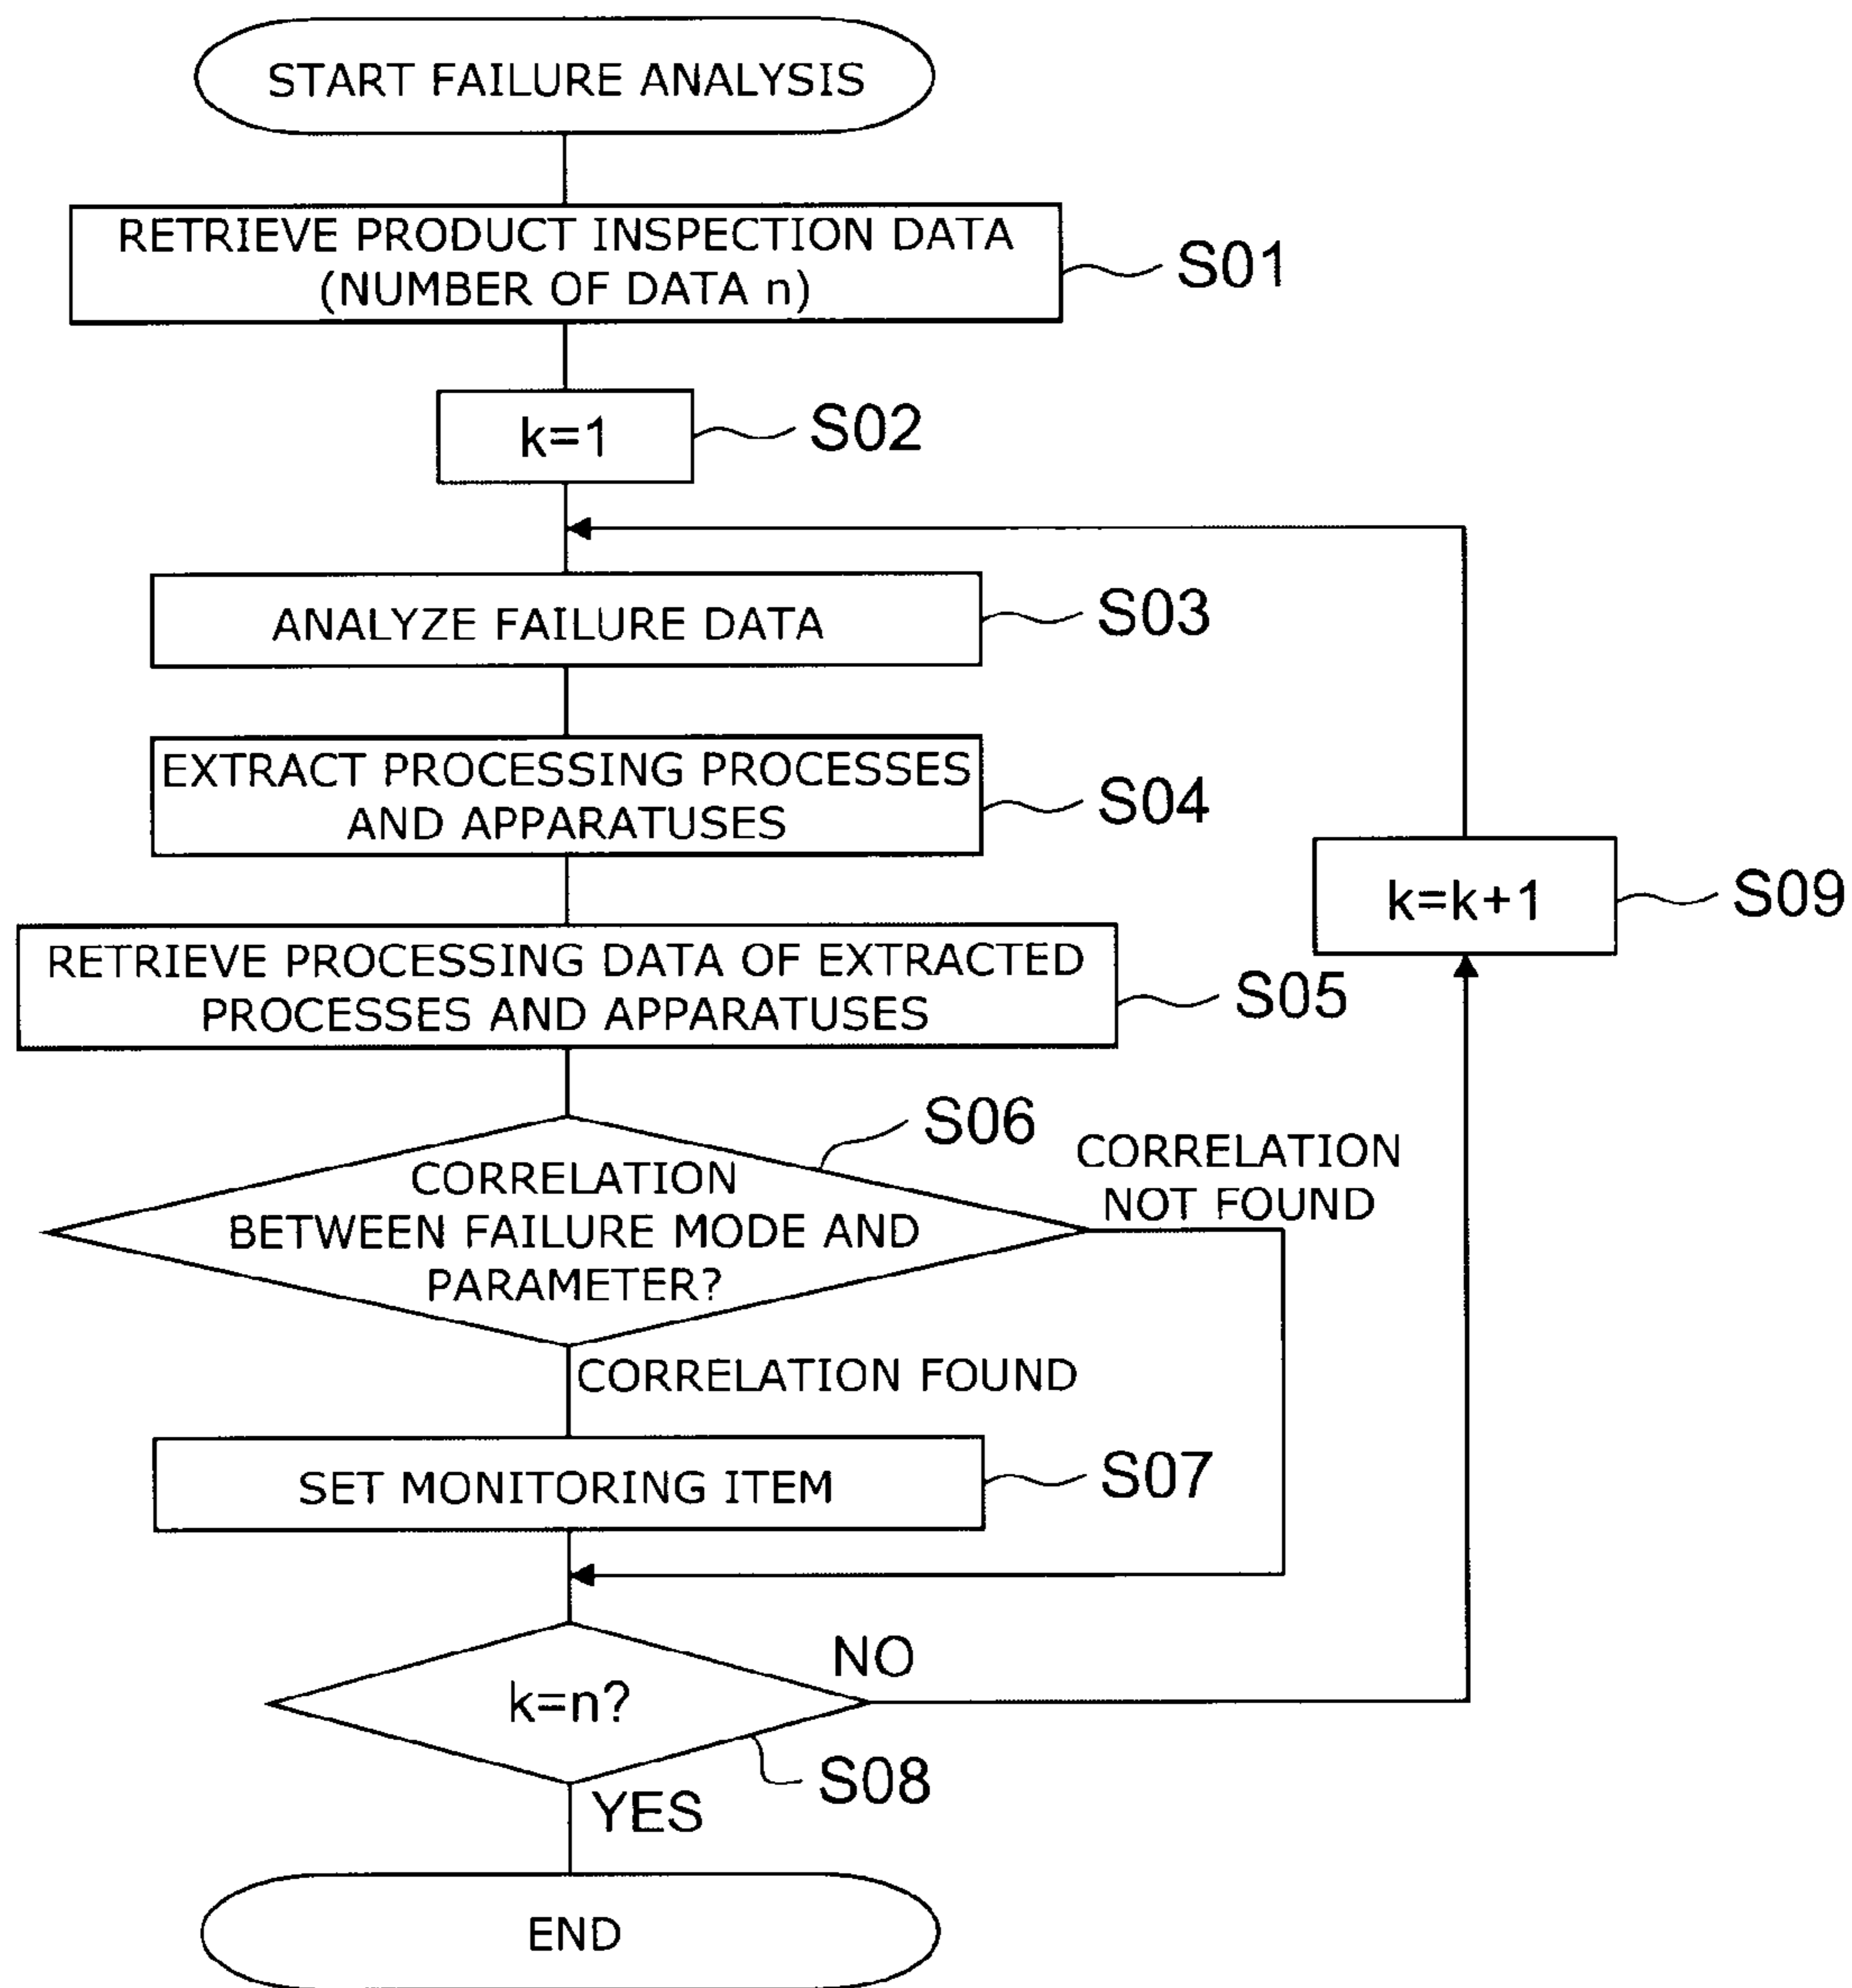 START FAILURE ANALYSIS
RETRIEVE PRODUCT INSPECTION DATA
(NUMBER OF DATA n)
S01
k=1
S02
ANALYZE FAILURE DATA
S03
EXTRACT PROCESSING PROCESSES
AND APPARATUSES
S04
k=k+1
S09
RETRIEVE PROCESSING DATA OF EXTRACTED
PROCESSES AND APPARATUSES
S05
S06
CORRELATION
BETWEEN FAILURE MODE AND
PARAMETER?
CORRELATION
NOT FOUND
CORRELATION FOUND
SET MONITORING ITEM
S07
k=n?
NO
S08
YES
END